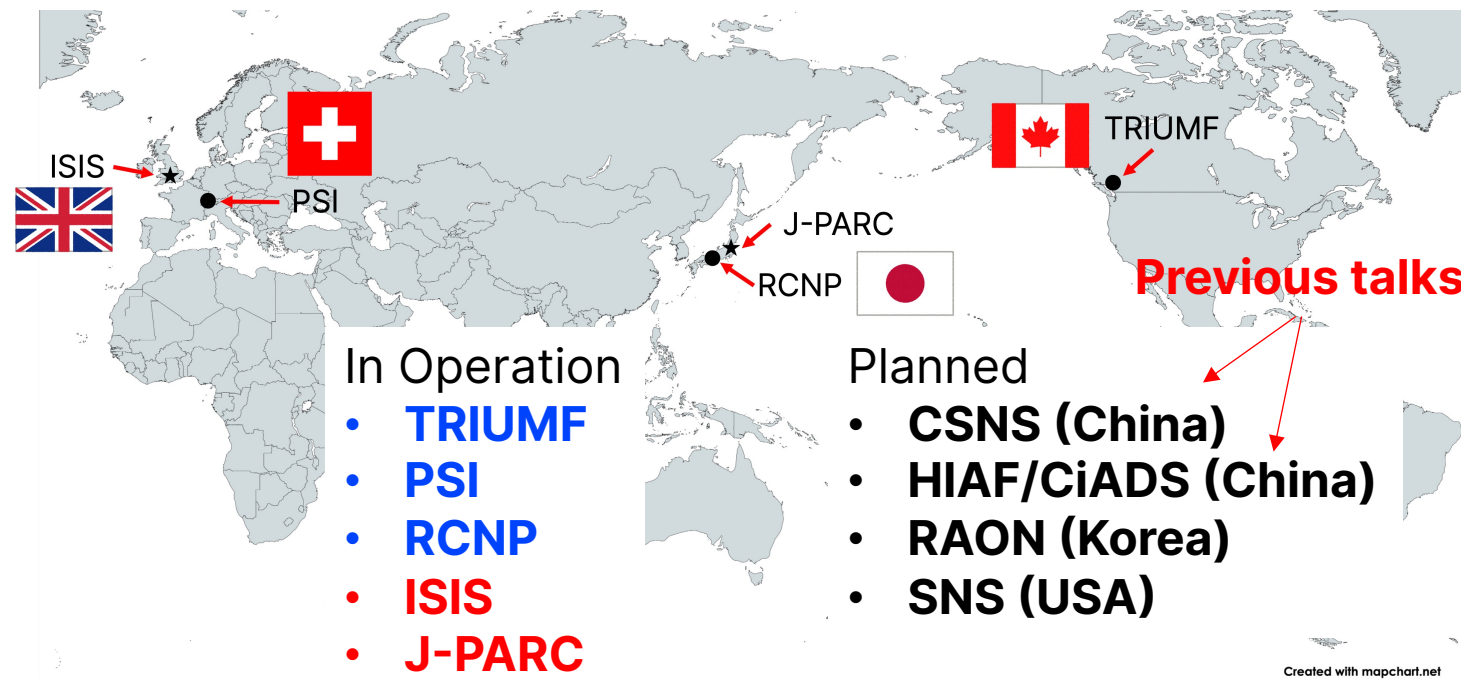 ISIS
PSI
TRIUMF
J-PARC
RCNP
Previous talks
In Operation
• TRIUMF
• PSI
• RCNP
• ISIS
• J-PARC
Planned
• CSNS (China)
• HIAF/CiADS (China)
• RAON (Korea)
• SNS (USA)
Created with mapchart.net